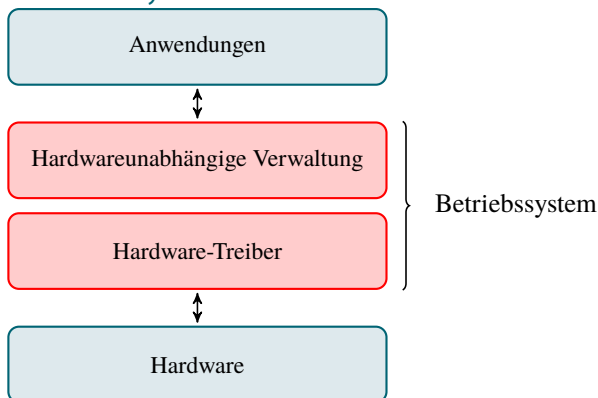 Anwendungen
Hardwareunabhängige Verwaltung
Betriebssystem
Hardware-Treiber
Hardware